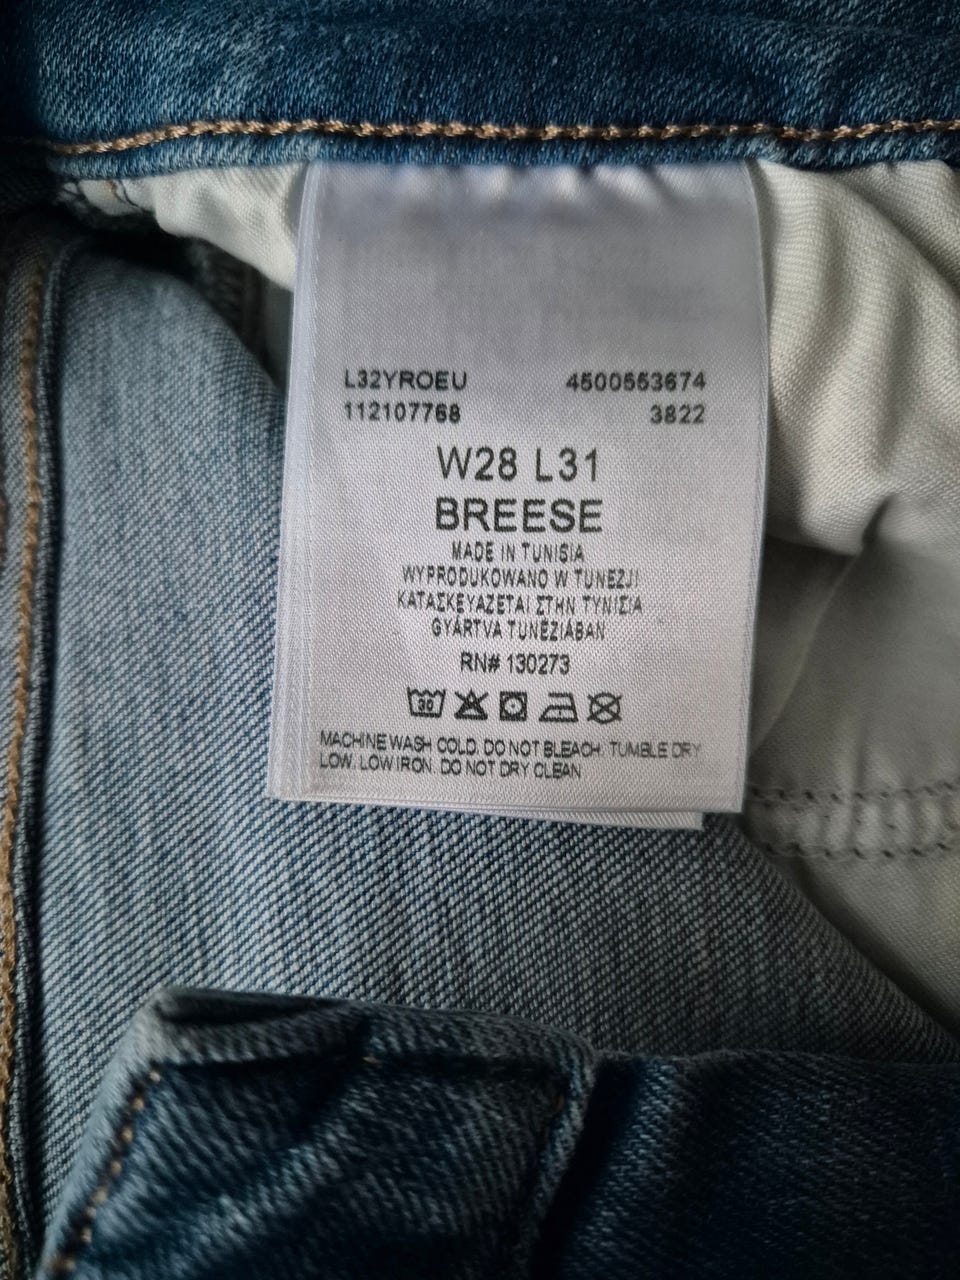 L32YROEU 4500553674
112107768 3822
W28 L31
BREESE
MADE IN TUNISIA
WYPRODUKOWANO W TUNEZJI
ΚΑΤΑΣΚΕΥΑΖΕΤΑΙ ΣΤΗΝ ΤΥΝΙΣΙΑ
GYÁRTVA TUNÉZIÁBAN
RN# 130273
30
MACHINE WASH COLD. DO NOT BLEACH. TUMBLE DRY
LOW. LOW IRON. DO NOT DRY CLEAN